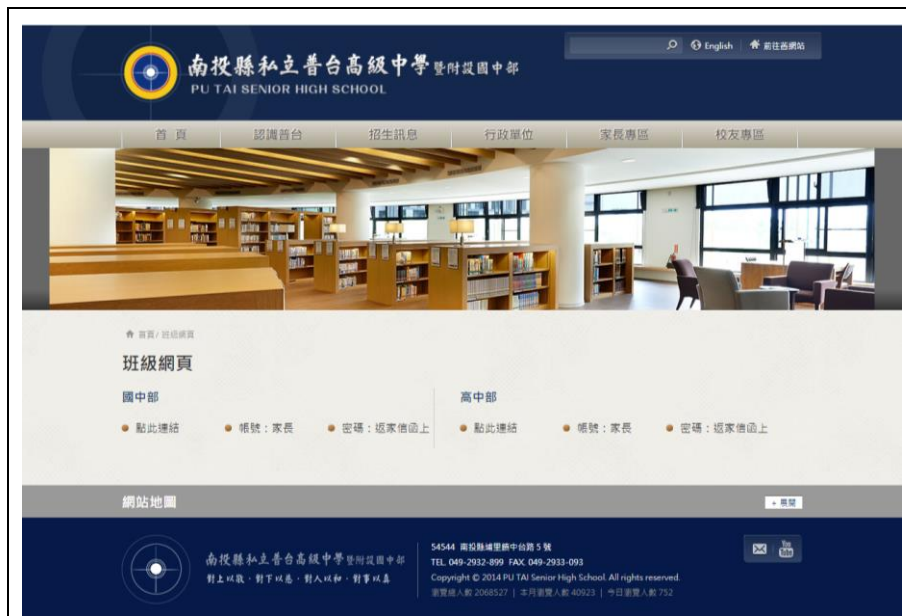 English
前往舊網站
南投縣私立普台高級中學暨附設國中部
PU TAI SENIOR HIGH SCHOOL
首 頁 認識普台 招生訊息 行政單位 家長專區 校友專區
首頁/ 班級網頁
班級網頁
國中部
點此連結 帳號：家長 密碼：返家信函上
高中部
點此連結 帳號：家長 密碼：返家信函上
網站地圖
+ 展開
南投縣私立普台高級中學暨附設國中部
對上以敬，對下以慈，對人以和，對事以真
54544 南投縣埔里鎮中台路 5 號
TEL. 049-2932-899 FAX. 049-2933-093
Copyright © 2014 PU TAI Senior High School. All rights reserved.
瀏覽總人數 2068527 | 本月瀏覽人數 40923 | 今日瀏覽人數 752
You Tube